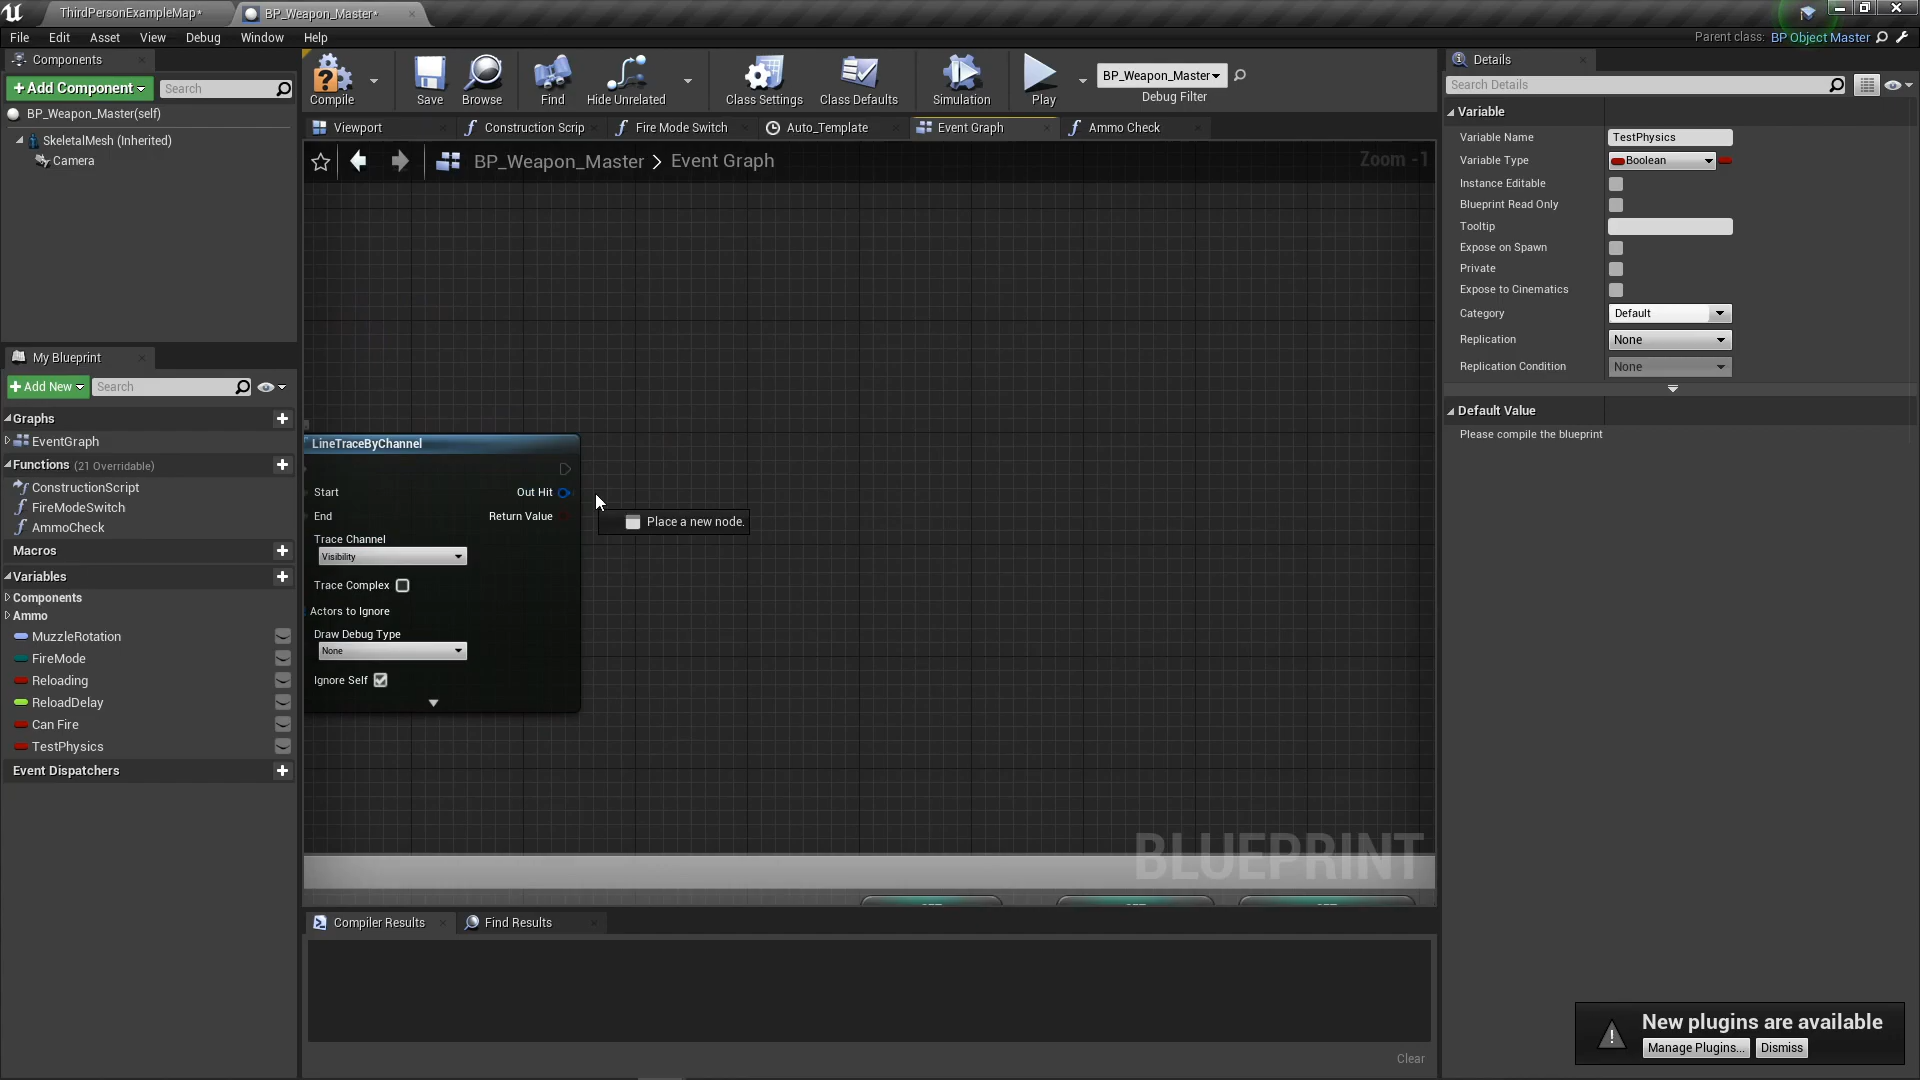 ThirdPersonExampleMap*
BP_Weapon_Master*
File Edit Asset View Debug Window Help
Parent class: BP Object Master
Components
+Add Component
Search
BP_Weapon_Master(self)
SkeletalMesh (Inherited)
Camera
Compile
Save
Browse
Find
Hide Unrelated
Class Settings
Class Defaults
Simulation
Play
BP_Weapon_Master
Debug Filter
Viewport
Construction Scrip
Fire Mode Switch
Auto_Template
Event Graph
Ammo Check
BP_Weapon_Master > Event Graph
Zoom -1
My Blueprint
+Add New
Search
Graphs
EventGraph
Functions (21 Overridable)
ConstructionScript
FireModeSwitch
AmmoCheck
Macros
Variables
Components
Ammo
MuzzleRotation
FireMode
Reloading
ReloadDelay
Can Fire
TestPhysics
Event Dispatchers
LineTraceByChannel
Start
Out Hit
End
Return Value
Trace Channel
Visibility
Trace Complex
Actors to Ignore
Draw Debug Type
None
Ignore Self
Place a new node.
BLUEPRINT
Compiler Results
Find Results
Clear
Details
Search Details
Variable
Variable Name TestPhysics
Variable Type Boolean
Instance Editable
Blueprint Read Only
Tooltip
Expose on Spawn
Private
Expose to Cinematics
Category Default
Replication None
Replication Condition None
Default Value
Please compile the blueprint
New plugins are available
Manage Plugins... Dismiss